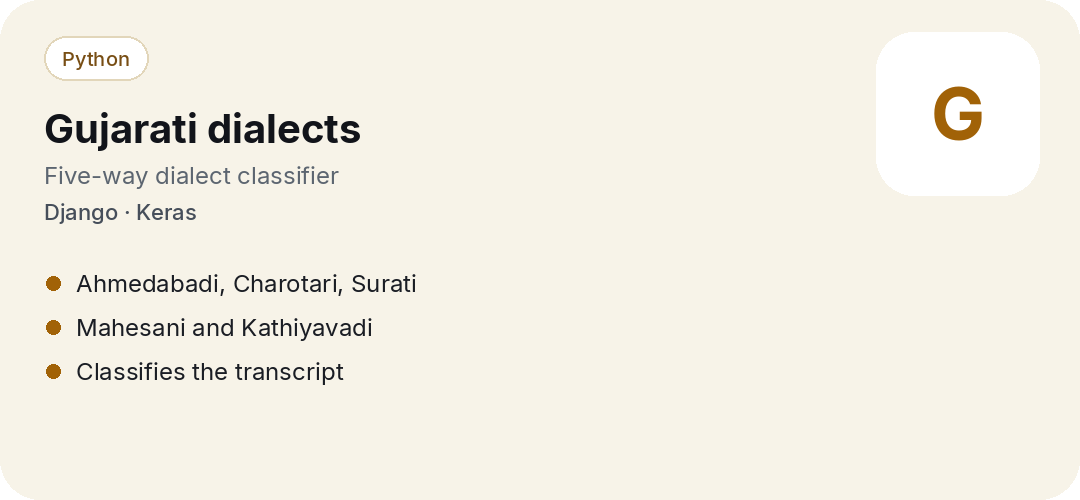 Python
G
Gujarati dialects
Five-way dialect classifier
Django · Keras
Ahmedabadi, Charotari, Surati
Mahesani and Kathiyavadi
Classifies the transcript